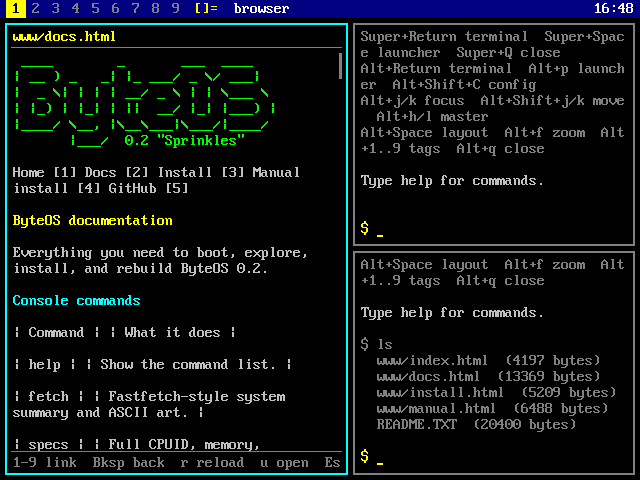 1 2 3 4 5 6 7 8 9 []= browser 16:48
www/docs.html
ByteOS
0.2 "Sprinkles"
Home [1] Docs [2] Install [3] Manual
install [4] GitHub [5]
ByteOS documentation
Everything you need to boot, explore,
install, and rebuild ByteOS 0.2.
Console commands
| Command | | What it does |
| help | | Show the command list. |
| fetch | | Fastfetch-style system
summary and ASCII art. |
| specs | | Full CPUID, memory,
1-9 link  Bksp back  r reload  u open  Es
Super+Return terminal  Super+Spac
e launcher  Super+Q close
Alt+Return terminal  Alt+p launch
er  Alt+Shift+C config
Alt+j/k focus  Alt+Shift+j/k move
Alt+h/l master
Alt+Space layout  Alt+f zoom  Alt
+1..9 tags  Alt+q close
Type help for commands.
$ _
Alt+Space layout  Alt+f zoom  Alt
+1..9 tags  Alt+q close
Type help for commands.
$ ls
www/index.html  (4197 bytes)
www/docs.html  (13369 bytes)
www/install.html  (5209 bytes)
www/manual.html  (6488 bytes)
README.TXT  (20400 bytes)
$ _